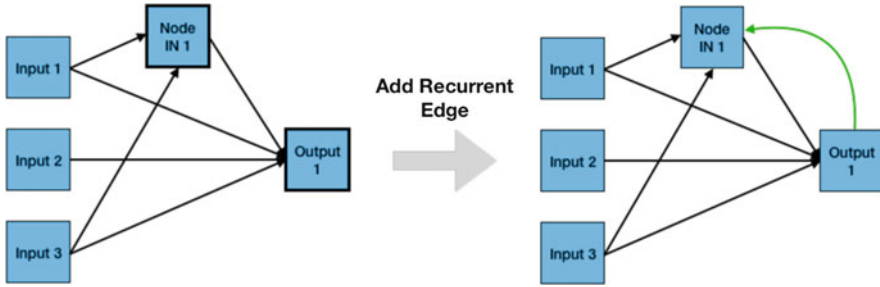 Node
IN 1
Input 1
Input 2
Output
1
Input 3
Add Recurrent
Edge
Node
IN 1
Input 1
Input 2
Output
1
Input 3